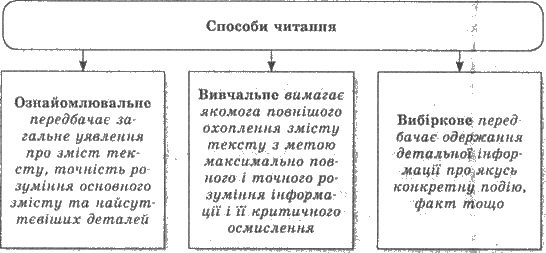 Способи читання
Ознайомлювальне
передбачає за-
гальне уявлення
про зміст тек-
сту, точність ро-
зуміння основного
змісту та найсут-
тєвіших деталей
Вивчальне вимагає
якомога повнішого
охоплення змісту
тексту з метою
максимально пов-
ного і точного ро-
зуміння інформа-
ції і її критичного
осмислення
Вибіркове перед-
бачає одержання
детальної інфор-
мації про якусь
конкретну подію,
факт тощо